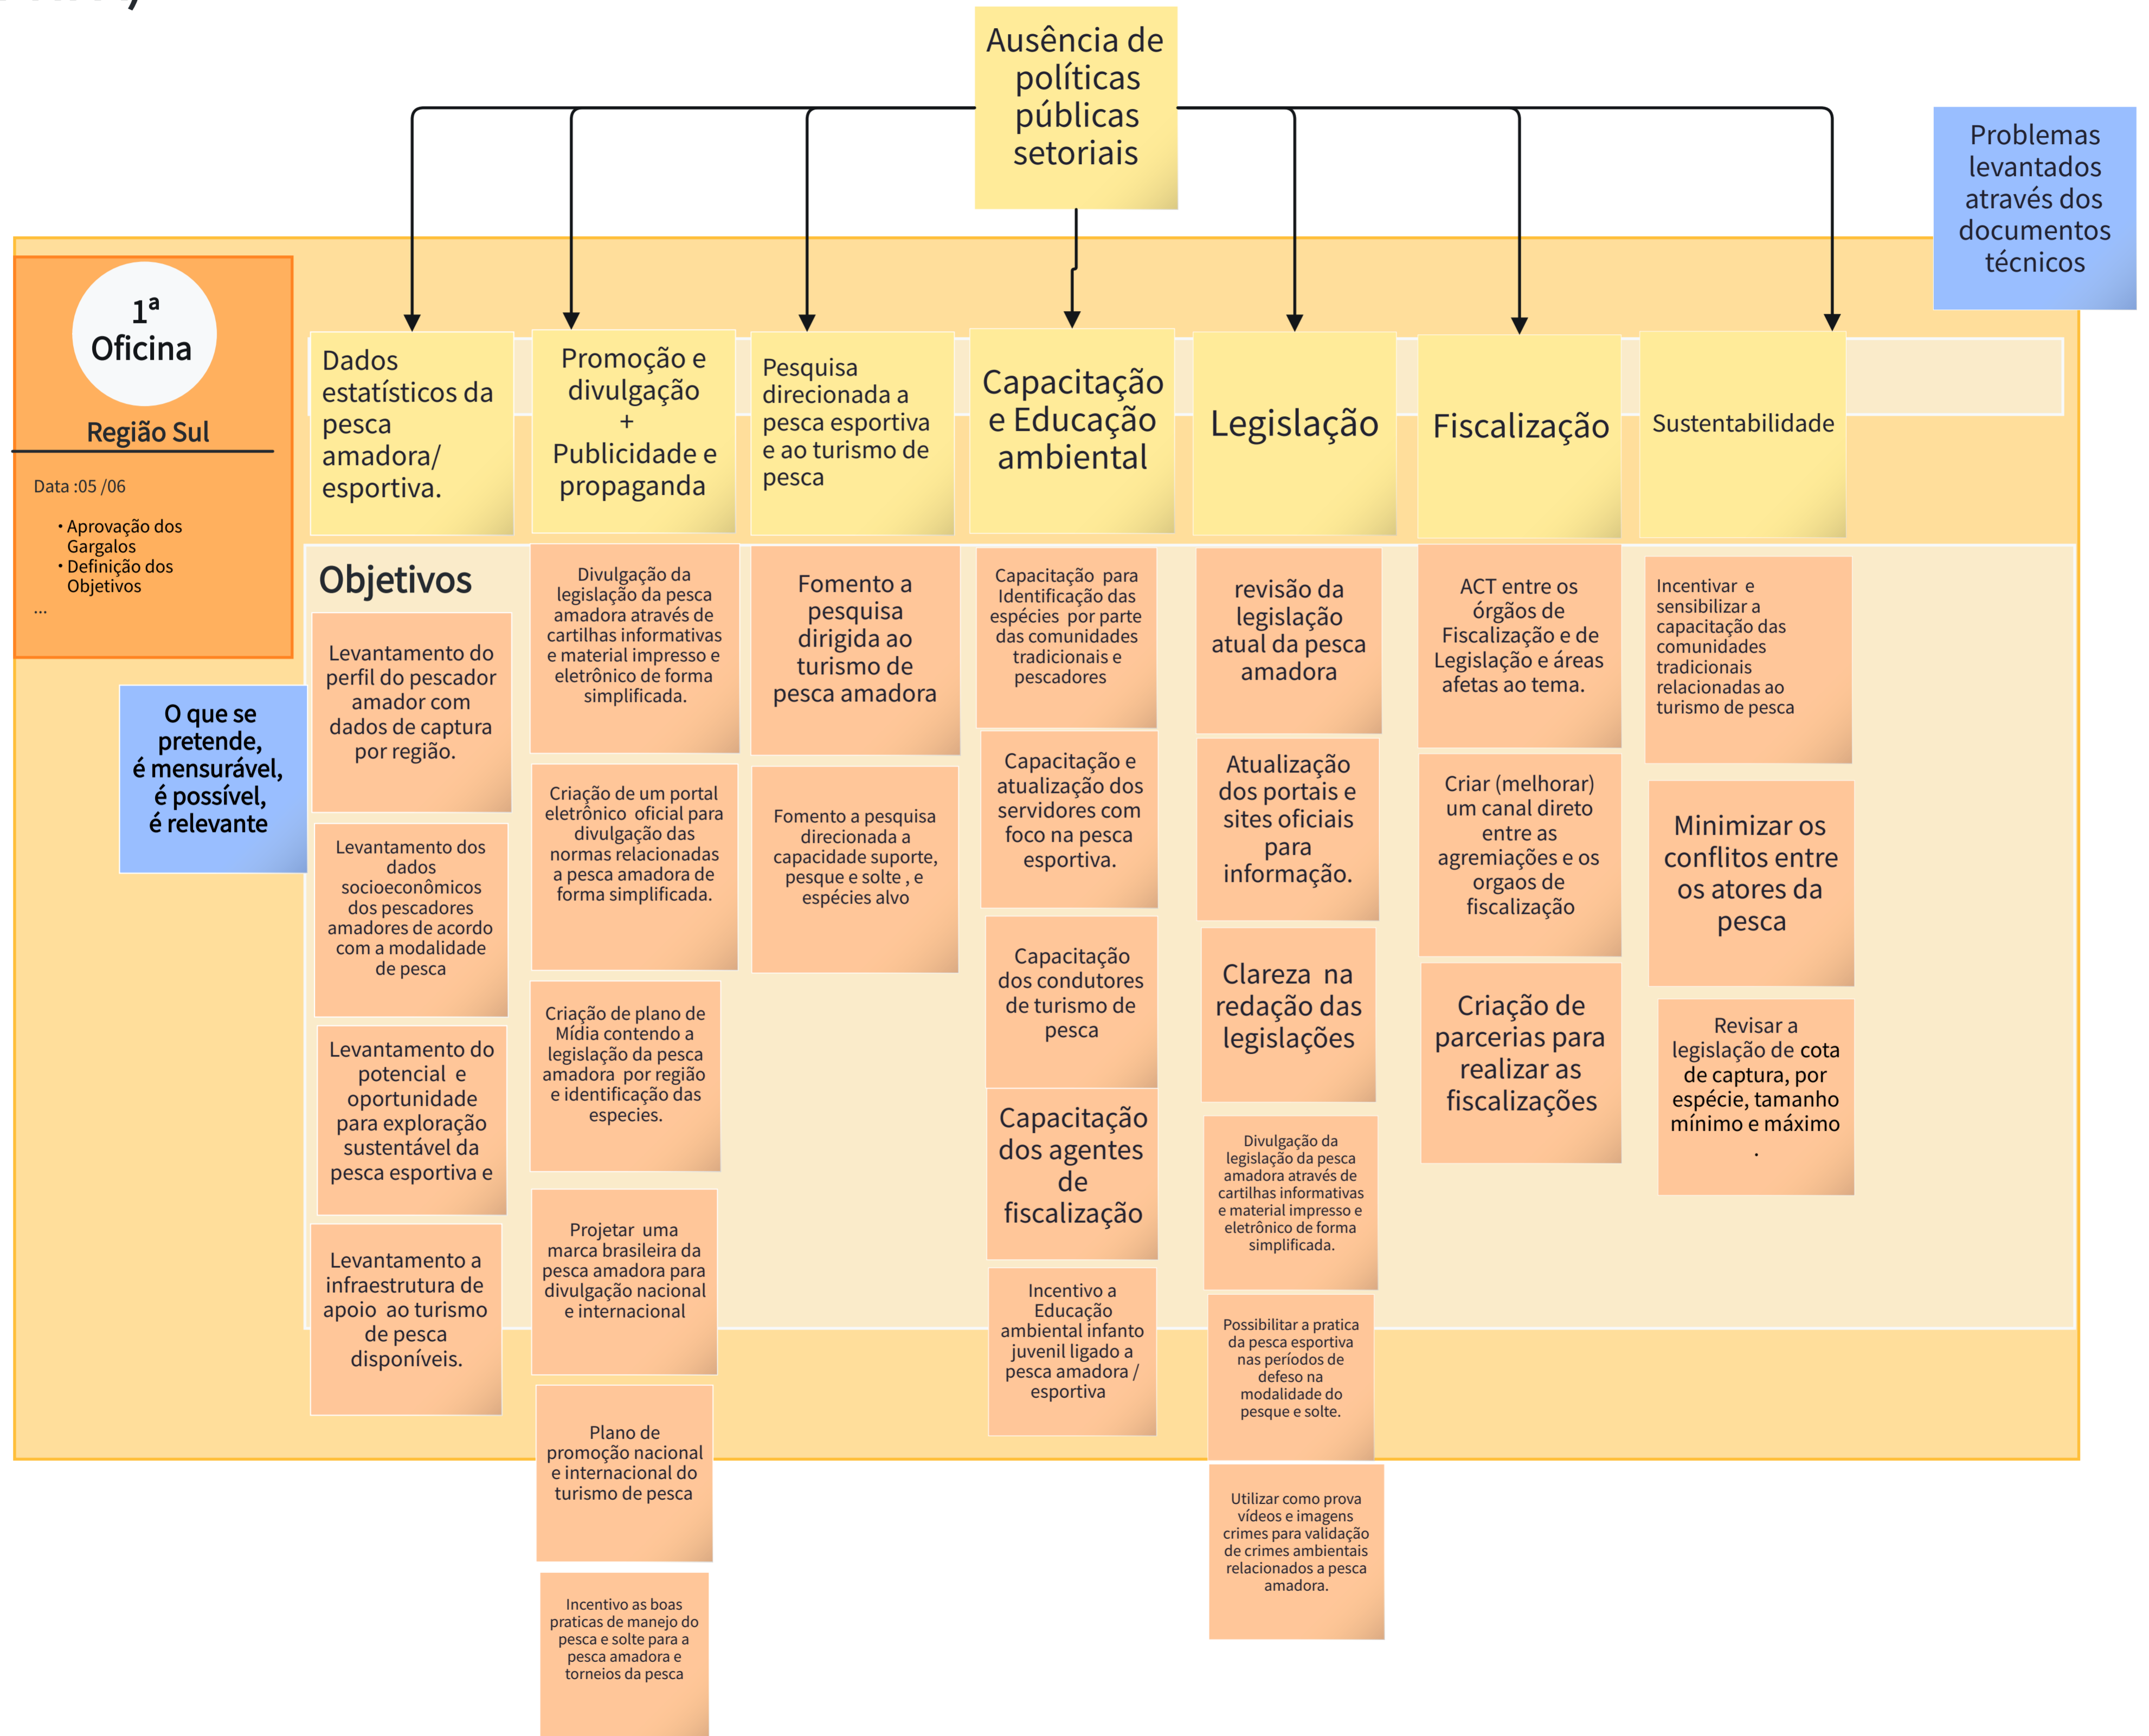 Ausência de
políticas
públicas
setoriais
Problemas
levantados
através dos
documentos
técnicos
1ª
Oficina
Região Sul
Data :05 /06
• Aprovação dos
Gargalos
• Definição dos
Objetivos
...
O que se
pretende,
é mensurável,
é possível,
é relevante
Dados
estatísticos da
pesca
amadora/
esportiva.
Promoção e
divulgação
+
Publicidade e
propaganda
Pesquisa
direcionada a
pesca esportiva
e ao turismo de
pesca
Capacitação
e Educação
ambiental
Legislação
Fiscalização
Sustentabilidade
Objetivos
Levantamento do
perfil do pescador
amador com
dados de captura
por região.
Levantamento dos
dados
socioeconômicos
dos pescadores
amadores de acordo
com a modalidade
de pesca
Levantamento do
potencial e
oportunidade
para exploração
sustentável da
pesca esportiva e
Levantamento a
infraestrutura de
apoio ao turismo
de pesca
disponíveis.
Divulgação da
legislação da pesca
amadora através de
cartilhas informativas
e material impresso e
eletrônico de forma
simplificada.
Criação de um portal
eletrônico oficial para
divulgação das
normas relacionadas
a pesca amadora de
forma simplificada.
Criação de plano de
Mídia contendo a
legislação da pesca
amadora por região
e identificação das
especies.
Projetar uma
marca brasileira da
pesca amadora para
divulgação nacional
e internacional
Plano de
promoção nacional
e internacional do
turismo de pesca
Incentivo as boas
praticas de manejo do
pesca e solte para a
pesca amadora e
torneios da pesca
Fomento a
pesquisa
dirigida ao
turismo de
pesca amadora
Fomento a pesquisa
direcionada a
capacidade suporte,
pesque e solte , e
espécies alvo
Capacitação para
Identificação das
espécies por parte
das comunidades
tradicionais e
pescadores
Capacitação e
atualização dos
servidores com
foco na pesca
esportiva.
Capacitação
dos condutores
de turismo de
pesca
Capacitação
dos agentes
de
fiscalização
Incentivo a
Educação
ambiental infanto
juvenil ligado a
pesca amadora /
esportiva
revisão da
legislação
atual da pesca
amadora
Atualização
dos portais e
sites oficiais
para
informação.
Clareza na
redação das
legislações
Divulgação da
legislação da pesca
amadora através de
cartilhas informativas
e material impresso e
eletrônico de forma
simplificada.
Possibilitar a pratica
da pesca esportiva
nas períodos de
defeso na
modalidade do
pesque e solte.
Utilizar como prova
vídeos e imagens
crimes para validação
de crimes ambientais
relacionados a pesca
amadora.
ACT entre os
órgãos de
Fiscalização e de
Legislação e áreas
afetas ao tema.
Criar (melhorar)
um canal direto
entre as
agremiações e os
orgaos de
fiscalização
Criação de
parcerias para
realizar as
fiscalizações
Incentivar e
sensibilizar a
capacitação das
comunidades
tradicionais
relacionadas ao
turismo de pesca
Minimizar os
conflitos entre
os atores da
pesca
Revisar a
legislação de cota
de captura, por
espécie, tamanho
mínimo e máximo
.